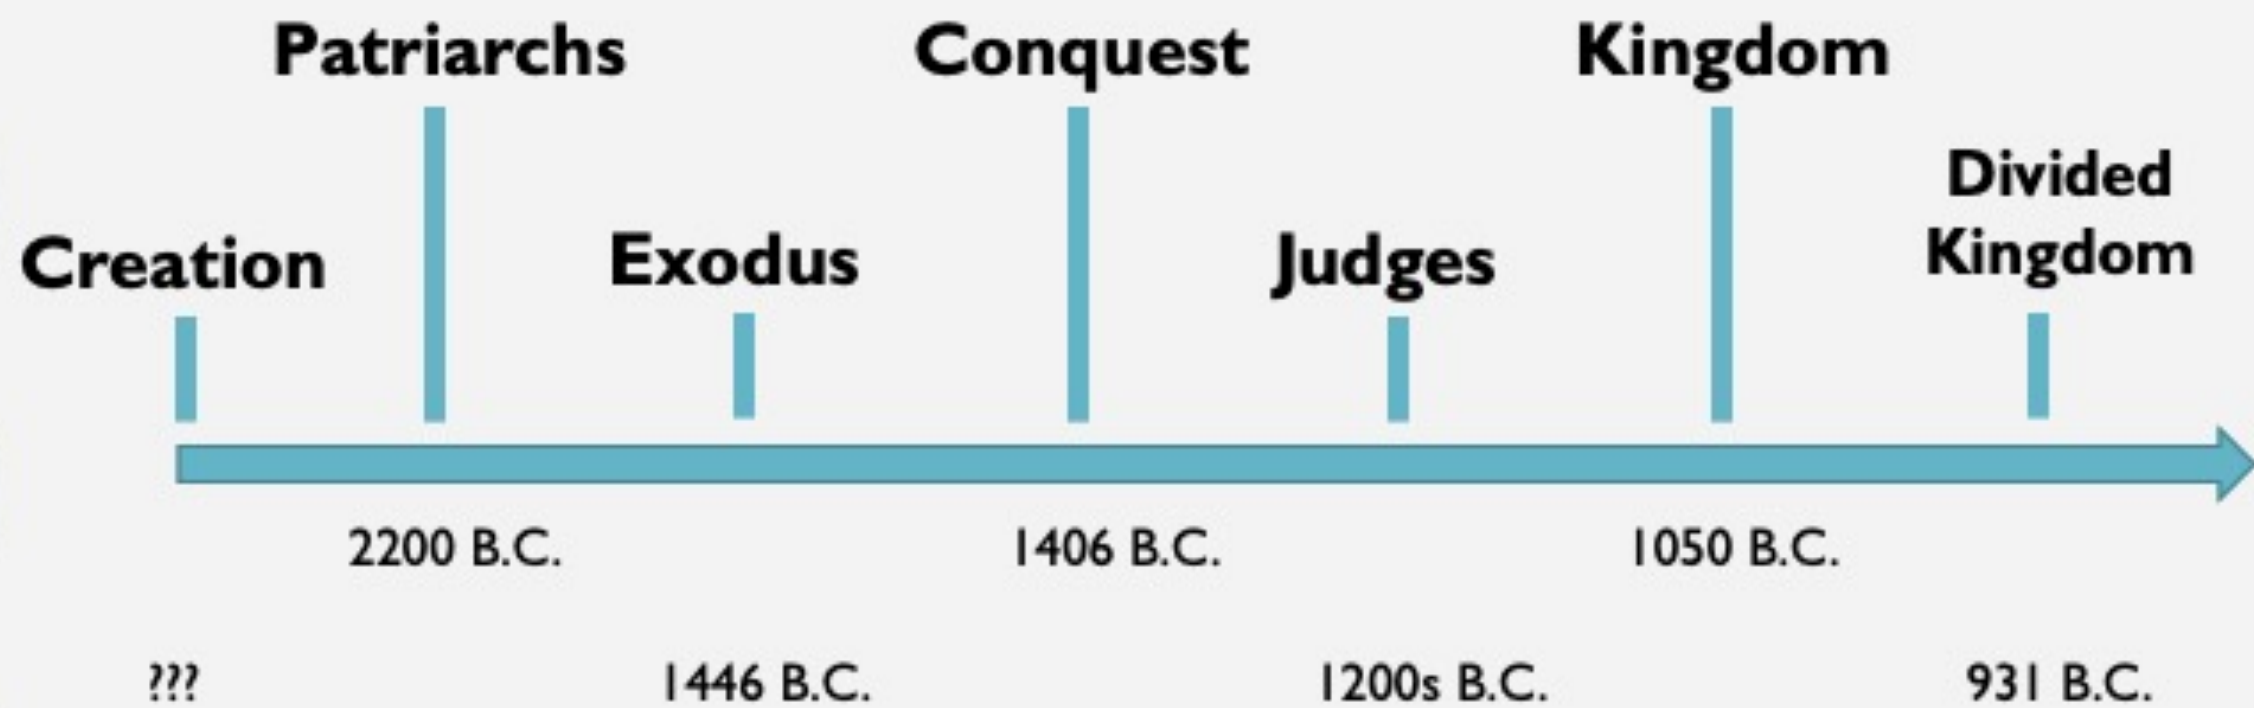 Patriarchs
Conquest
Kingdom
Divided
Kingdom
Creation
Exodus
Judges
2200 B.C.
1406 B.C.
1050 B.C.
???
1446 B.C.
1200s B.C.
931 B.C.